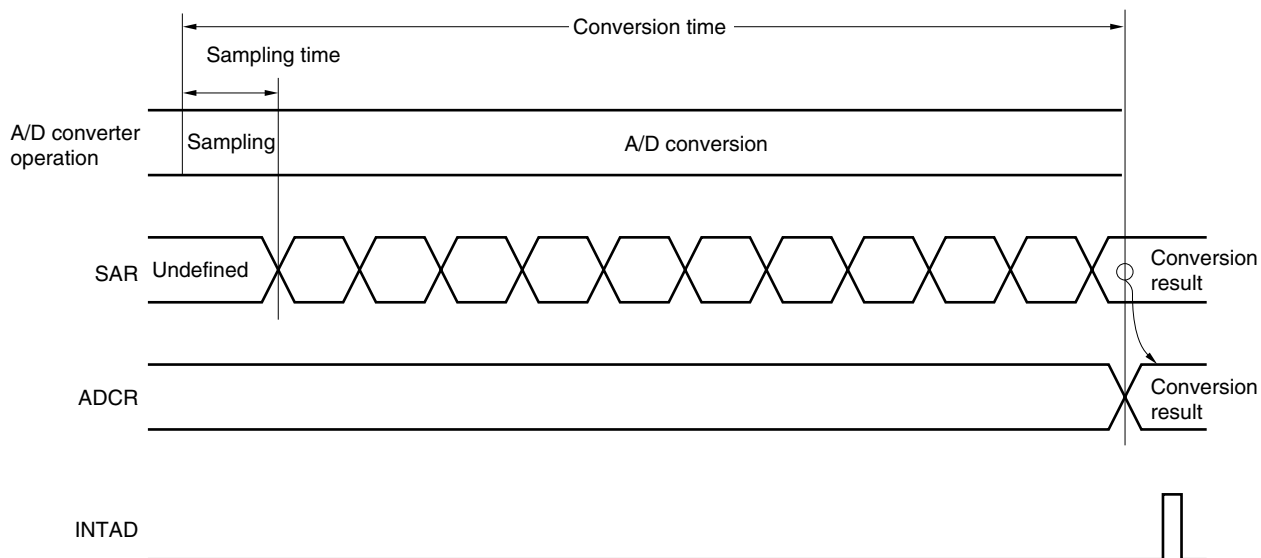 Conversion time
Sampling time
A/D converter
operation
Sampling
A/D conversion
SAR
Undefined
Conversion
result
ADCR
Conversion
result
INTAD